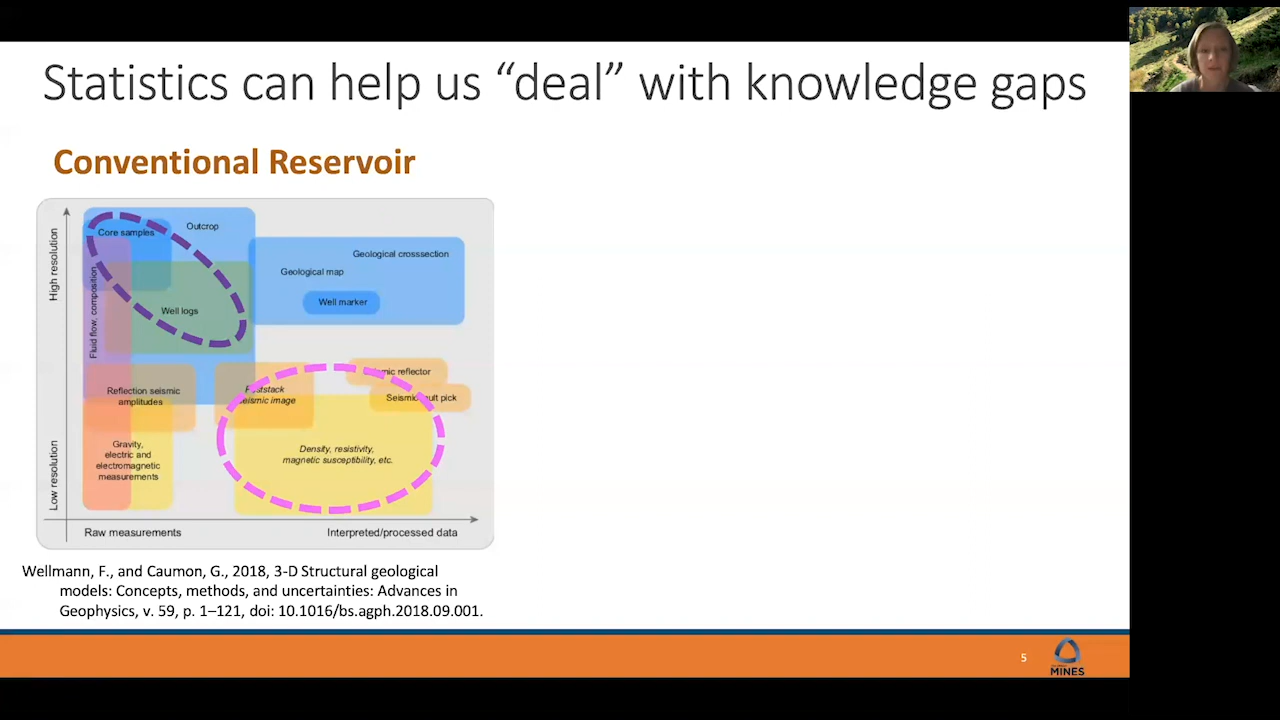 Statistics can help us “deal” with knowledge gaps
Conventional Reservoir
High resolution
Low resolution
Core samples
Outcrop
Fluid flow, composition
Well logs
Geological crosssection
Geological map
Well marker
Reflection seismic
amplitudes
seismic image
reflector
Seismic pick
Gravity,
electric and
electromagnetic
measurements
Density, resistivity,
magnetic susceptibility, etc.
Raw measurements
Interpreted/processed data
Wellmann, F., and Caumon, G., 2018, 3-D Structural geological
models: Concepts, methods, and uncertainties: Advances in
Geophysics, v. 59, p. 1–121, doi: 10.1016/bs.agph.2018.09.001.
5
MINES